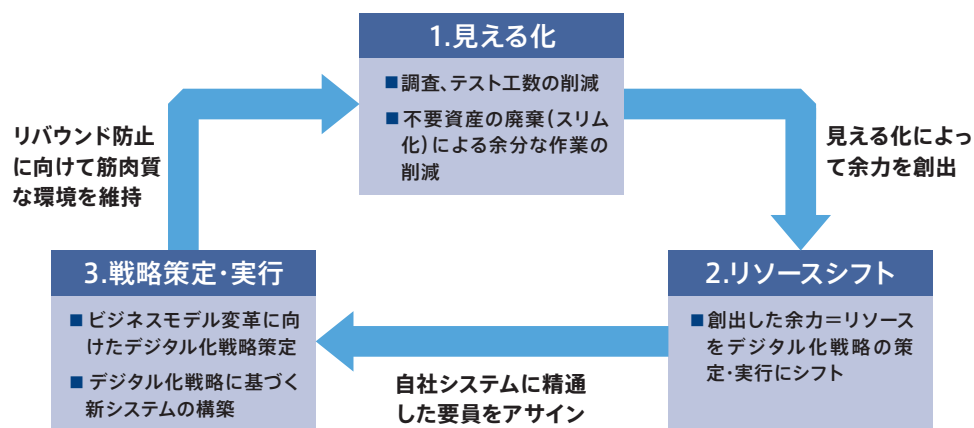 1.見える化
■調査、テスト工数の削減
■不要資産の廃棄(スリム
化)による余分な作業の
削減
見える化によっ
て余力を創出
2.リソースシフト
■創出した余力＝リソース
をデジタル化戦略の策
定・実行にシフト
自社システムに精通
した要員をアサイン
3.戦略策定・実行
■ビジネスモデル変革に向
けたデジタル化戦略策定
■デジタル化戦略に基づく
新システムの構築
リバウンド防止
に向けて筋肉質
な環境を維持